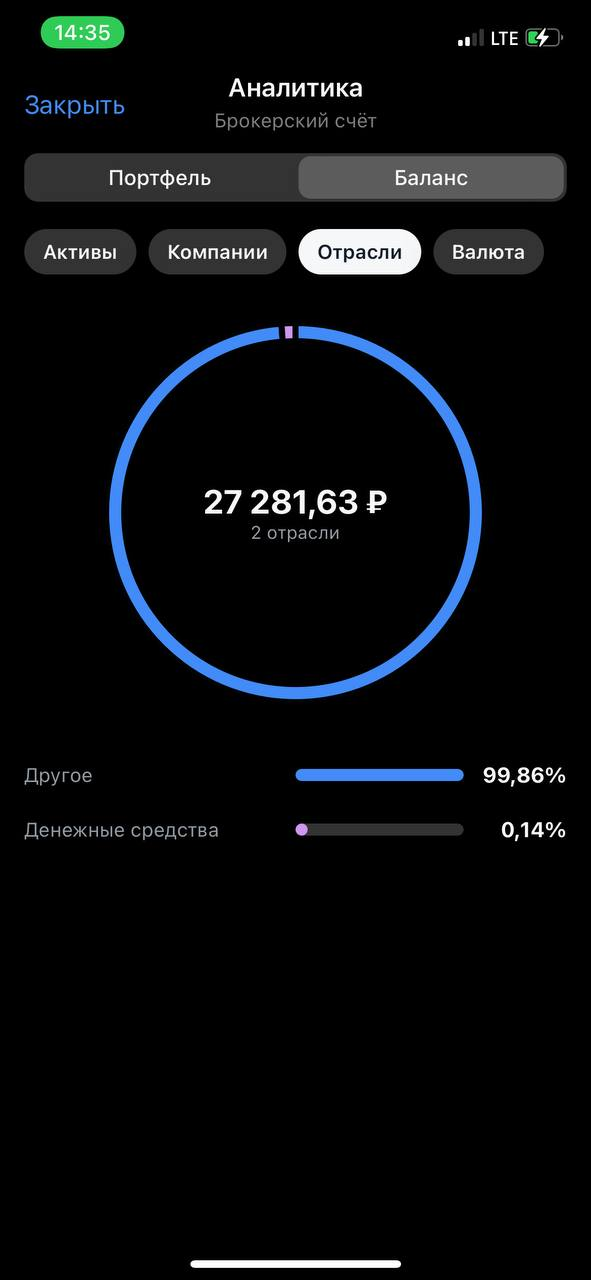 14:35
LTE
Закрыть
Аналитика
Брокерский счёт
Портфель
Баланс
Активы
Компании
Отрасли
Валюта
27 281,63 ₽
2 отрасли
Другое
99,86%
Денежные средства
0,14%